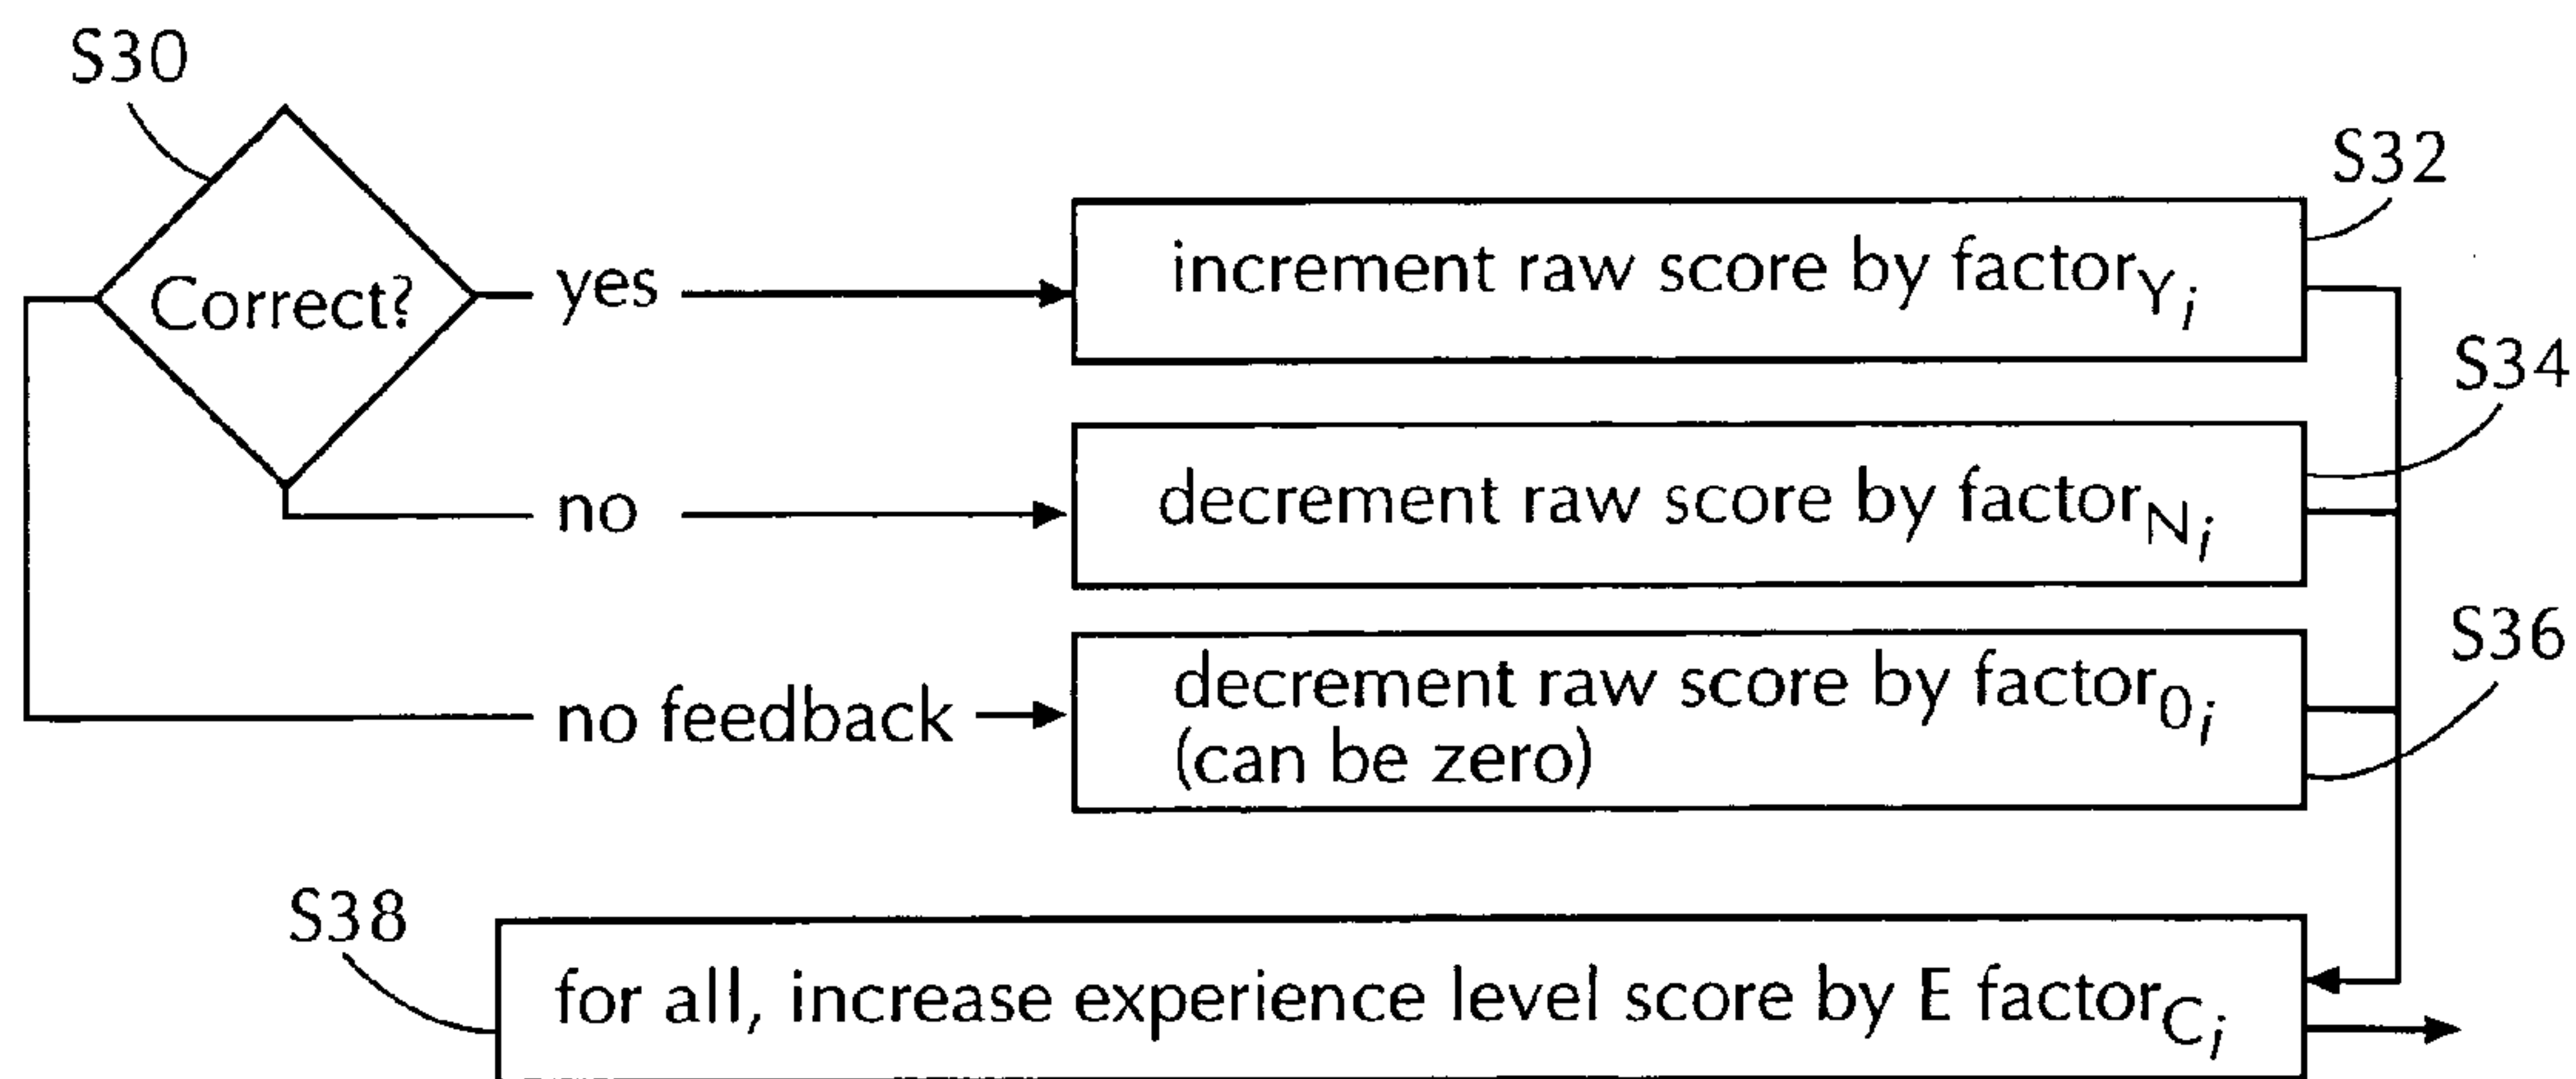 S30
S32
Correct?
yes
increment raw score by factorYi
S34
no
decrement raw score by factorNi
S36
no feedback
decrement raw score by factor0i
(can be zero)
S38
for all, increase experience level score by E factorCi